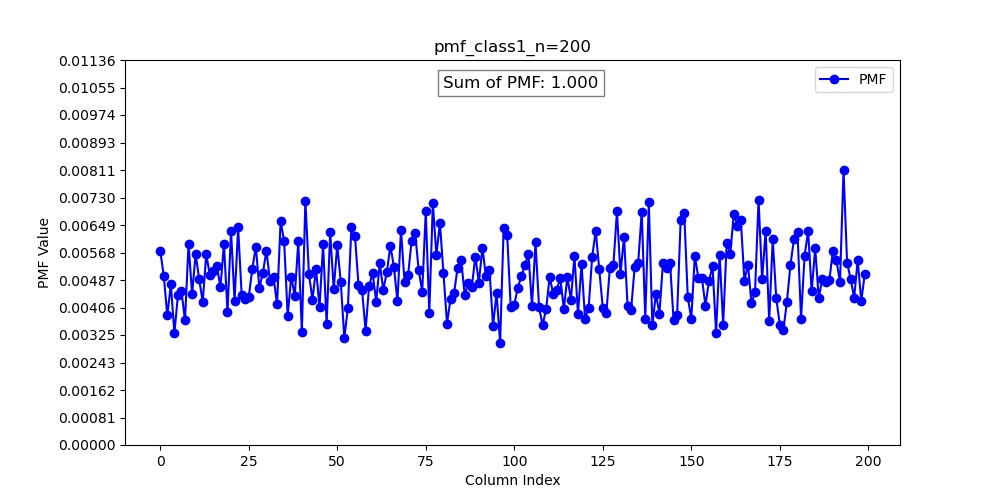 pmf_class1_n=200
Sum of PMF: 1.000
PMF
0.01136
0.01055
0.00974
0.00893
0.00811
0.00730
0.00649
0.00568
0.00487
0.00406
0.00325
0.00243
0.00162
0.00081
0.00000
PMF Value
0 25 50 75 100 125 150 175 200
Column Index